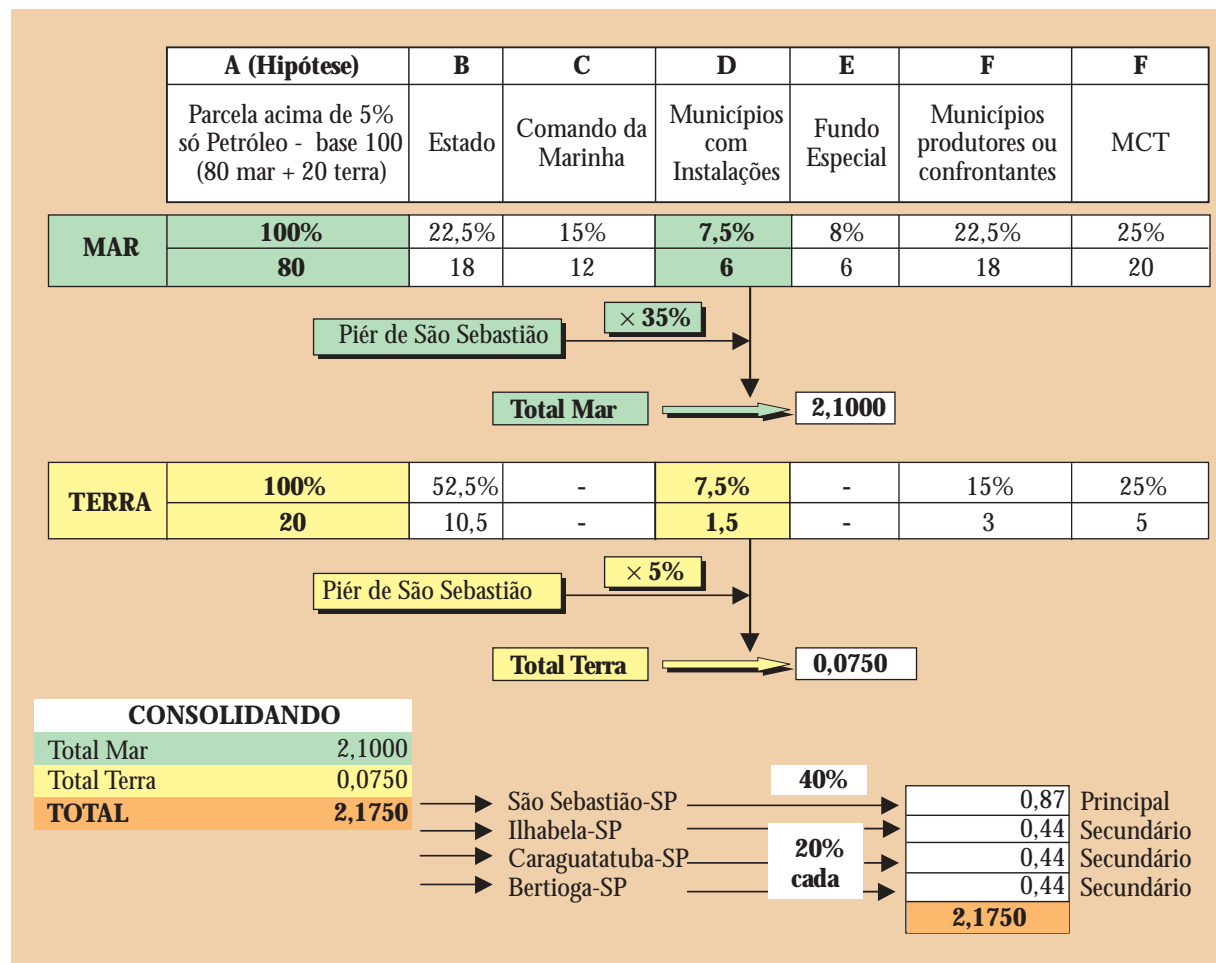 A (Hipótese) B C D E F F
Parcela acima de 5% só Petróleo - base 100 (80 mar + 20 terra) Estado Comando da Marinha Municípios com Instalações Fundo Especial Municípios produtores ou confrontantes MCT
MAR
100% 22,5% 15% 7,5% 8% 22,5% 25%
80 18 12 6 6 18 20
× 35%
Piér de São Sebastião
Total Mar 2,1000
TERRA
100% 52,5% - 7,5% - 15% 25%
20 10,5 - 1,5 - 3 5
× 5%
Piér de São Sebastião
Total Terra 0,0750
CONSOLIDANDO
Total Mar 2,1000
Total Terra 0,0750
TOTAL 2,1750
40%
São Sebastião-SP 0,87 Principal
Ilhabela-SP 0,44 Secundário
20% cada
Caraguatatuba-SP 0,44 Secundário
Bertioga-SP 0,44 Secundário
2,1750